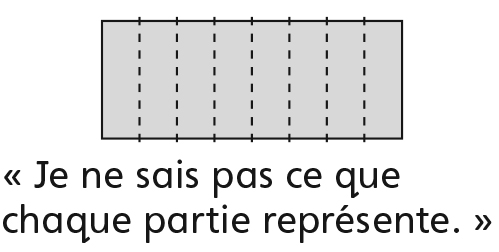 « Je ne sais pas ce que
chaque partie représente. »